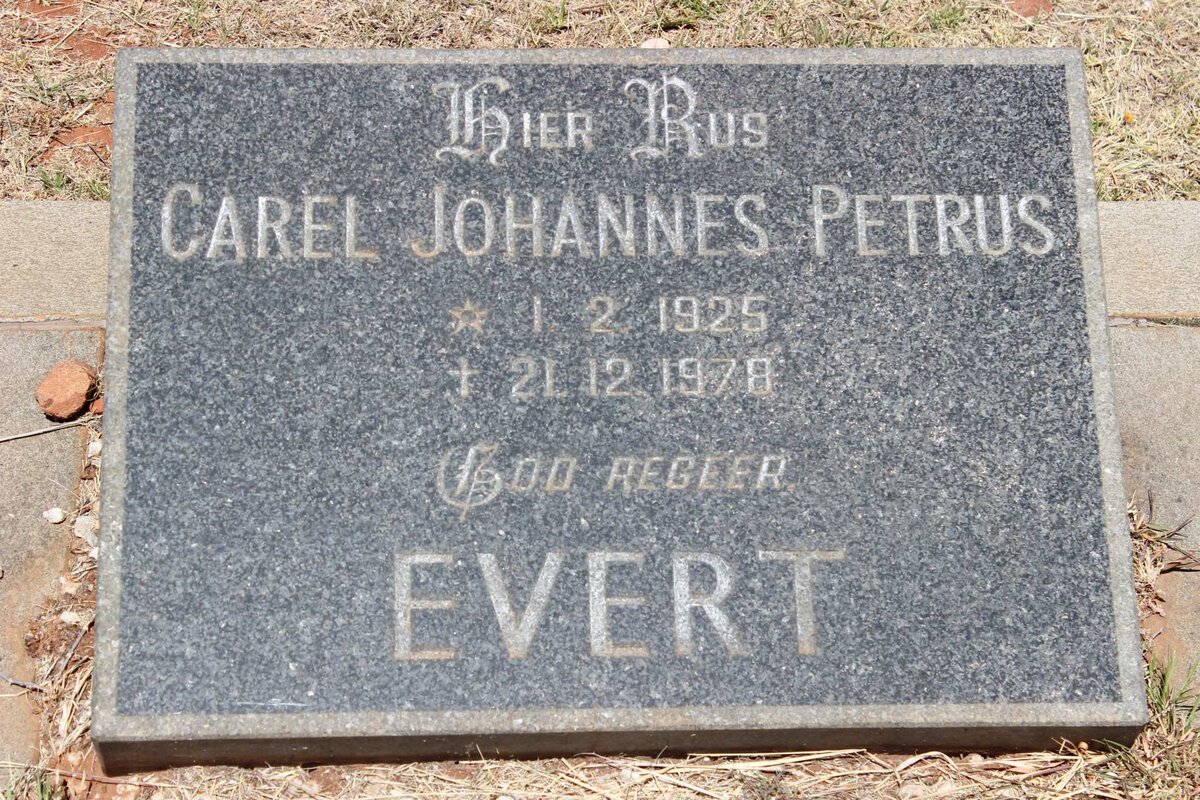 Hier Rus
CAREL JOHANNES PETRUS
☆ 1. 2. 1925
† 21. 12. 1978
GOD REGEER.
EVERT